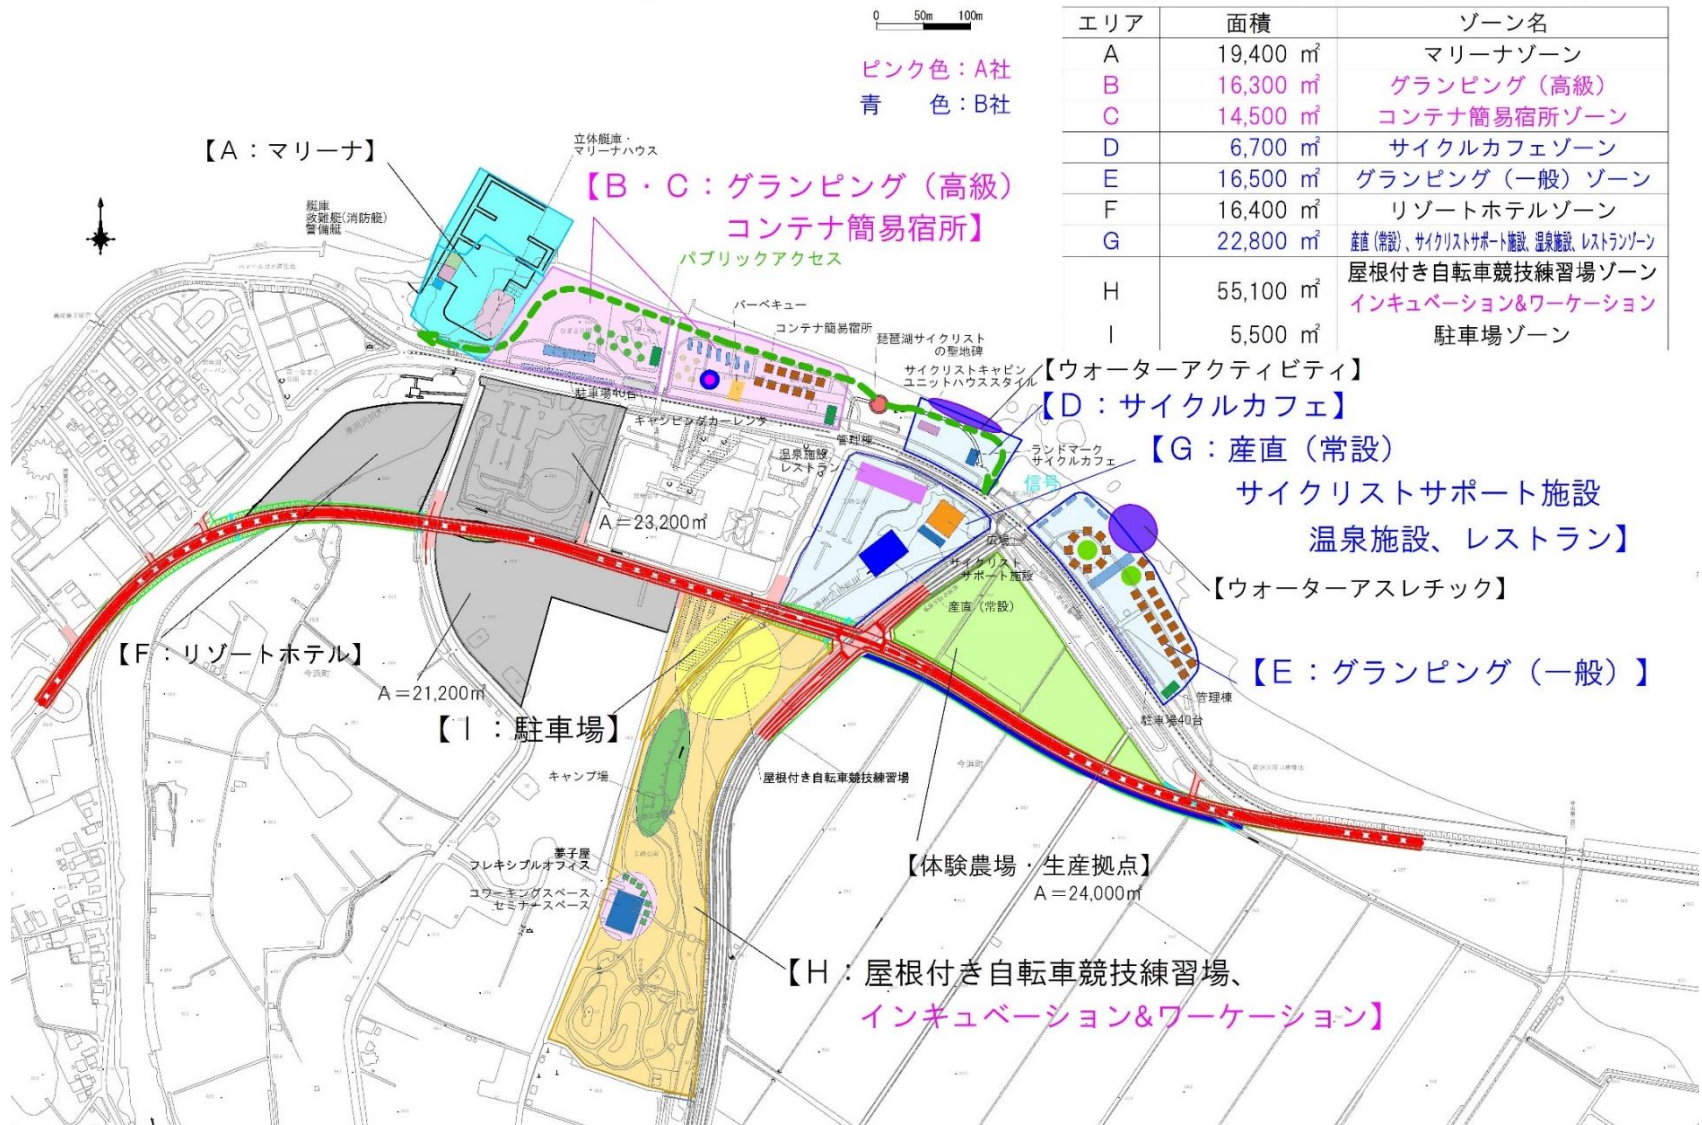 0 50m 100m
ピンク色：A社
青　色：B社
エリア 面積 ゾーン名
A 19,400 ㎡ マリーナゾーン
B 16,300 ㎡ グランピング（高級）
C 14,500 ㎡ コンテナ簡易宿所ゾーン
D 6,700 ㎡ サイクルカフェゾーン
E 16,500 ㎡ グランピング（一般）ゾーン
F 16,400 ㎡ リゾートホテルゾーン
G 22,800 ㎡ 産直（常設）、サイクリストサポート施設、温泉施設、レストランゾーン
H 55,100 ㎡ 屋根付き自転車競技練習場ゾーン
インキュベーション&ワーケーション
I 5,500 ㎡ 駐車場ゾーン
【A：マリーナ】
立体艇庫・
マリーナハウス
艇庫
救難艇(消防艇)
警備艇
【B・C：グランピング（高級）
コンテナ簡易宿所】
パブリックアクセス
バーベキュー
コンテナ簡易宿所
琵琶湖サイクリスト
の聖地碑
サイクリストキャビン
ユニットハウススタイル
【ウォーターアクティビティ】
【D：サイクルカフェ】
駐車場40台
キャンピングカーレンタ
管理棟
温泉施設
レストラン
ランドマーク
サイクルカフェ
信号
【G：産直（常設）
サイクリストサポート施設
温泉施設、レストラン】
A＝23,200㎡
広場
サイクリスト
サポート施設
産直（常設）
【ウォーターアスレチック】
【F：リゾートホテル】
今浜町
A＝21,200㎡
【E：グランピング（一般）】
管理棟
駐車場40台
【I：駐車場】
キャンプ場
屋根付き自転車競技練習場
今浜町
夢子屋
フレキシブルオフィス
コワーキングスペース
セミナースペース
【体験農場・生産拠点】
A＝24,000㎡
【H：屋根付き自転車競技練習場、
インキュベーション&ワーケーション】